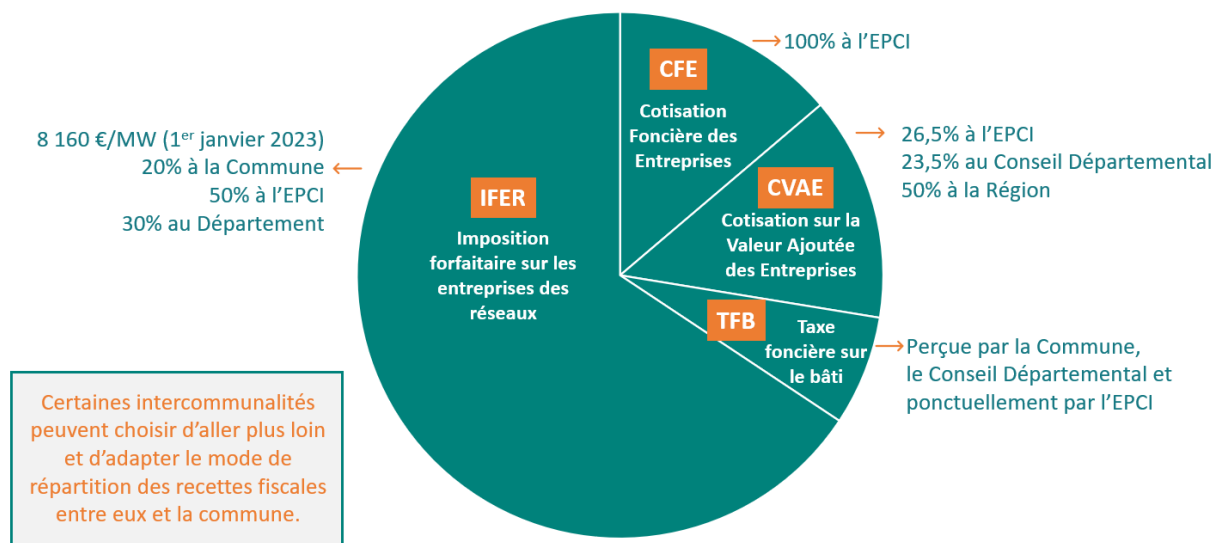 8 160 €/MW (1er janvier 2023)
20% à la Commune
50% à l’EPCI
30% au Département
IFER
Imposition
forfaitaire sur les
entreprises des
réseaux
CFE
Cotisation
Foncière des
Entreprises
100% à l’EPCI
CVAE
Cotisation sur la
Valeur Ajoutée
des Entreprises
26,5% à l’EPCI
23,5% au Conseil Départemental
50% à la Région
TFB
Taxe
foncière sur
le bâti
Perçue par la Commune,
le Conseil Départemental et
ponctuellement par l’EPCI
Certaines intercommunalités
peuvent choisir d’aller plus loin
et d’adapter le mode de
répartition des recettes fiscales
entre eux et la commune.